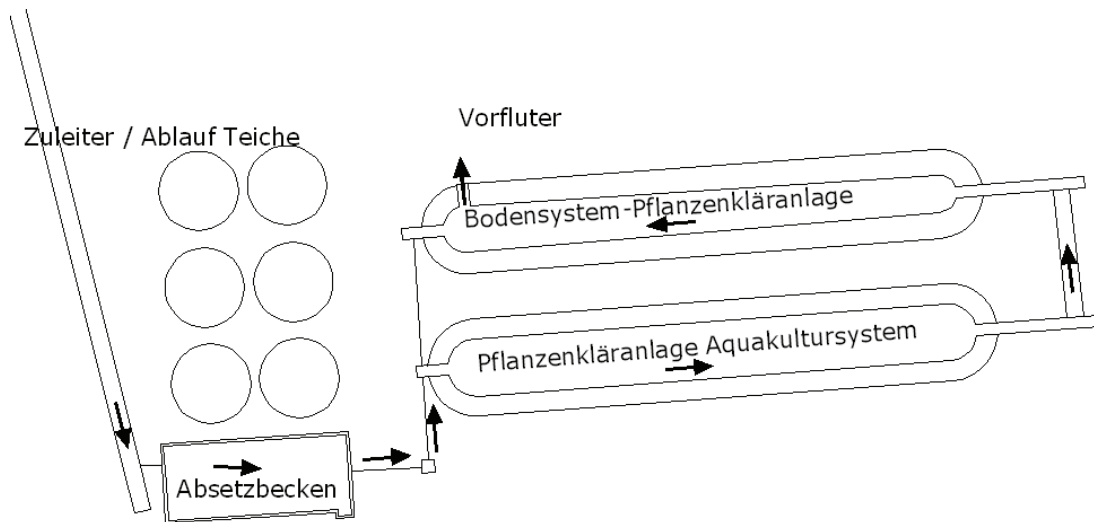 Vorfluter
Zuleiter / Ablauf Teiche
Bodensystem-Pflanzenkläranlage
Pflanzenkläranlage Aquakultursystem
Absetzbecken